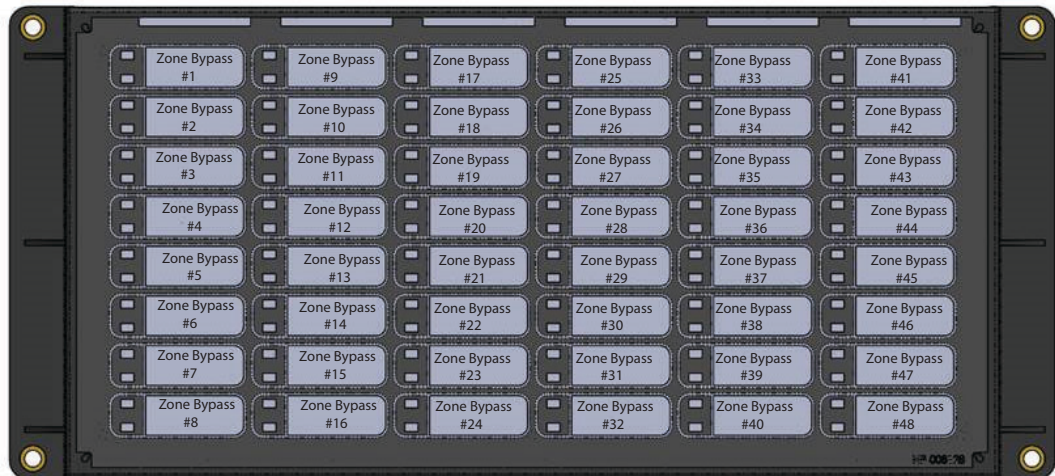 Zone Bypass
#1
Zone Bypass
#2
Zone Bypass
#3
Zone Bypass
#4
Zone Bypass
#5
Zone Bypass
#6
Zone Bypass
#7
Zone Bypass
#8
Zone Bypass
#9
Zone Bypass
#10
Zone Bypass
#11
Zone Bypass
#12
Zone Bypass
#13
Zone Bypass
#14
Zone Bypass
#15
Zone Bypass
#16
Zone Bypass
#17
Zone Bypass
#18
Zone Bypass
#19
Zone Bypass
#20
Zone Bypass
#21
Zone Bypass
#22
Zone Bypass
#23
Zone Bypass
#24
Zone Bypass
#25
Zone Bypass
#26
Zone Bypass
#27
Zone Bypass
#28
Zone Bypass
#29
Zone Bypass
#30
Zone Bypass
#31
Zone Bypass
#32
Zone Bypass
#33
Zone Bypass
#34
Zone Bypass
#35
Zone Bypass
#36
Zone Bypass
#37
Zone Bypass
#38
Zone Bypass
#39
Zone Bypass
#40
Zone Bypass
#41
Zone Bypass
#42
Zone Bypass
#43
Zone Bypass
#44
Zone Bypass
#45
Zone Bypass
#46
Zone Bypass
#47
Zone Bypass
#48